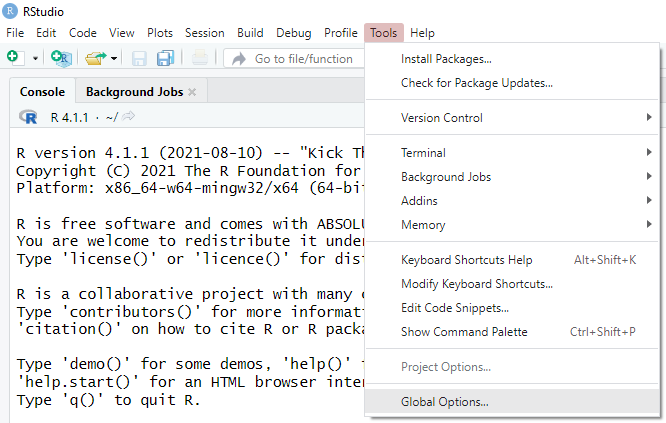 RStudio
File Edit Code View Plots Session Build Debug Profile Tools Help
Go to file/function
Console Background Jobs
R 4.1.1 · ~/
R version 4.1.1 (2021-08-10) -- "Kick Th
Copyright (C) 2021 The R Foundation for
Platform: x86_64-w64-mingw32/x64 (64-bit
R is free software and comes with ABSOLU
You are welcome to redistribute it under
Type 'license()' or 'licence()' for dist
R is a collaborative project with many c
Type 'contributors()' for more informati
'citation()' on how to cite R or R packa
Type 'demo()' for some demos, 'help()' f
'help.start()' for an HTML browser inter
Type 'q()' to quit R.
Install Packages...
Check for Package Updates...
Version Control
Terminal
Background Jobs
Addins
Memory
Keyboard Shortcuts Help Alt+Shift+K
Modify Keyboard Shortcuts...
Edit Code Snippets...
Show Command Palette Ctrl+Shift+P
Project Options...
Global Options...